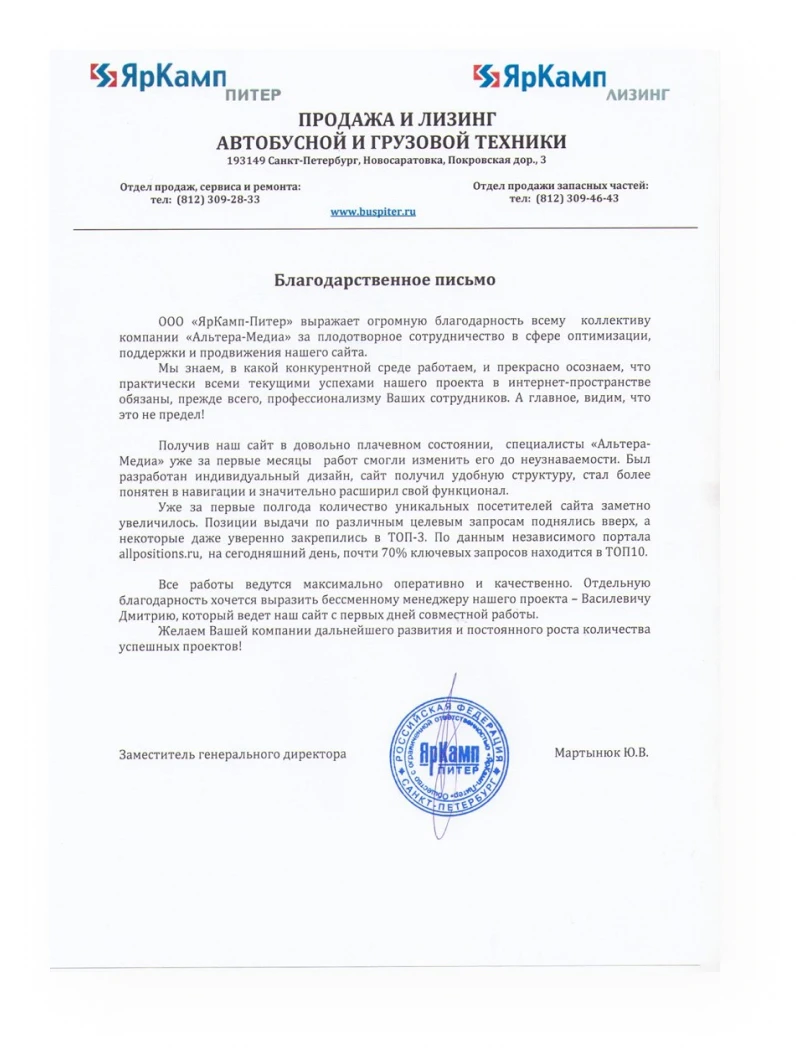 ЯрКамп
ПИТЕР
ЯрКамп
ЛИЗИНГ
ПРОДАЖА И ЛИЗИНГ
АВТОБУСНОЙ И ГРУЗОВОЙ ТЕХНИКИ
193149 Санкт-Петербург, Новосаратовка, Покровская дор., 3
Отдел продаж, сервиса и ремонта:
тел: (812) 309-28-33
Отдел продажи запасных частей:
тел: (812) 309-46-43
www.buspiter.ru
Благодарственное письмо
ООО «ЯрКамп-Питер» выражает огромную благодарность всему коллективу
компании «Альтера-Медиа» за плодотворное сотрудничество в сфере оптимизации,
поддержки и продвижения нашего сайта.
Мы знаем, в какой конкурентной среде работаем, и прекрасно осознаем, что
практически всеми текущими успехами нашего проекта в интернет-пространстве
обязаны, прежде всего, профессионализму Ваших сотрудников. А главное, видим, что
это не предел!
Получив наш сайт в довольно плачевном состоянии, специалисты «Альтера-
Медиа» уже за первые месяцы работ смогли изменить его до неузнаваемости. Был
разработан индивидуальный дизайн, сайт получил удобную структуру, стал более
понятен в навигации и значительно расширил свой функционал.
Уже за первые полгода количество уникальных посетителей сайта заметно
увеличилось. Позиции выдачи по различным целевым запросам поднялись вверх, а
некоторые даже уверенно закрепились в ТОП-3. По данным независимого портала
allpositions.ru, на сегодняшний день, почти 70% ключевых запросов находится в ТОП10.
Все работы ведутся максимально оперативно и качественно. Отдельную
благодарность хочется выразить бессменному менеджеру нашего проекта – Василевичу
Дмитрию, который ведет наш сайт с первых дней совместной работы.
Желаем Вашей компании дальнейшего развития и постоянного роста количества
успешных проектов!
Заместитель генерального директора
Мартынюк Ю.В.
РОССИЙСКАЯ ФЕДЕРАЦИЯ
САНКТ-ПЕТЕРБУРГ
Общество с ограниченной ответственностью «ЯрКамп-Питер»
ЯрКамп
ПИТЕР